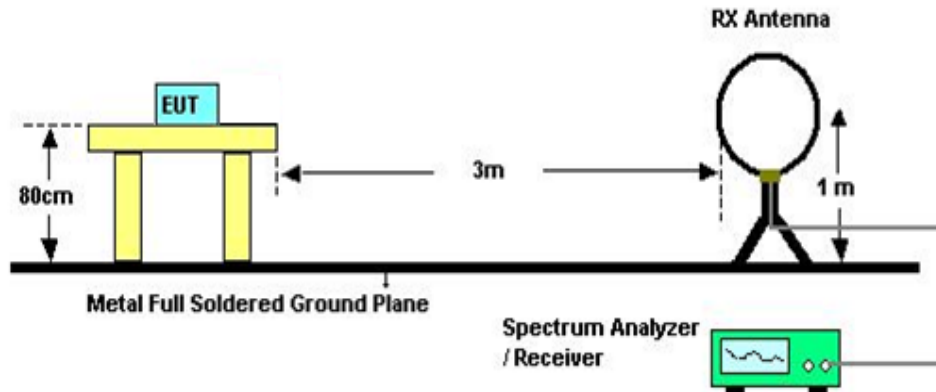 RX Antenna
EUT
3m
80cm
1 m
Metal Full Soldered Ground Plane
Spectrum Analyzer
/ Receiver